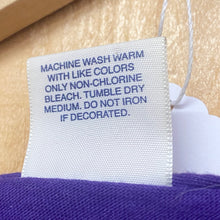 MACHINE WASH WARM
WITH LIKE COLORS
ONLY NON-CHLORINE
BLEACH. TUMBLE DRY
MEDIUM. DO NOT IRON
IF DECORATED.